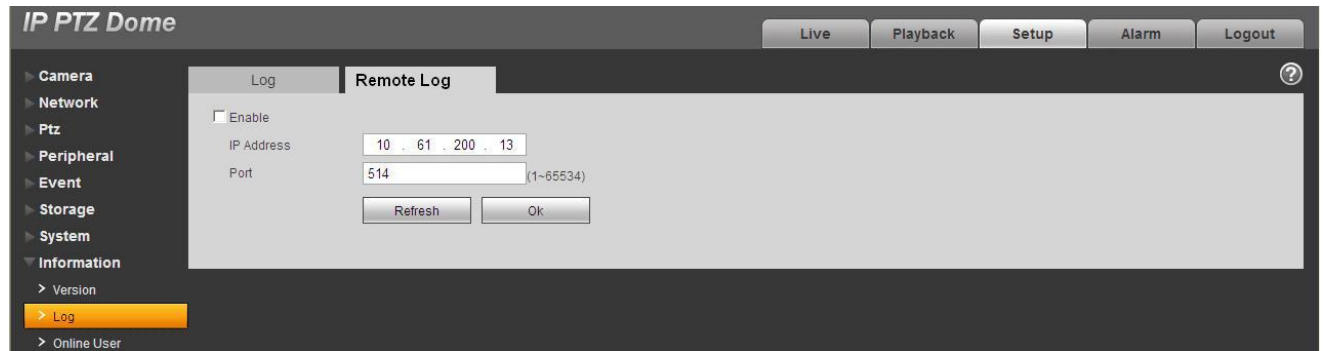 IP PTZ Dome
Live Playback Setup Alarm Logout
Camera
Network
Ptz
Peripheral
Event
Storage
System
Information
> Version
> Log
> Online User
Log Remote Log
?
Enable
IP Address 10 . 61 . 200 . 13
Port 514 (1~65534)
Refresh Ok